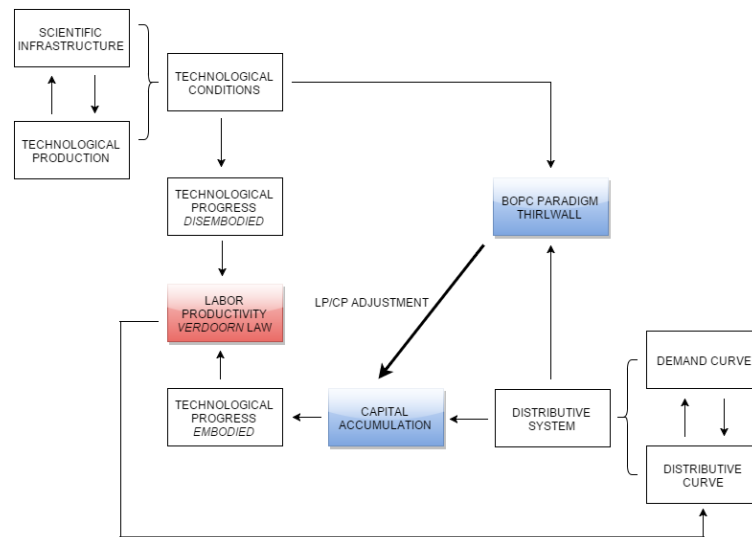 SCIENTIFIC
INFRASTRUCTURE
TECHNOLOGICAL
CONDITIONS
TECHNOLOGICAL
PRODUCTION
TECHNOLOGICAL
PROGRESS
DISEMBODIED
BOPC PARADIGM
THIRLWALL
LABOR
PRODUCTIVITY
VERDOORN LAW
LP/CP ADJUSTMENT
DEMAND CURVE
TECHNOLOGICAL
PROGRESS
EMBODIED
CAPITAL
ACCUMULATION
DISTRIBUTIVE
SYSTEM
DISTRIBUTIVE
CURVE